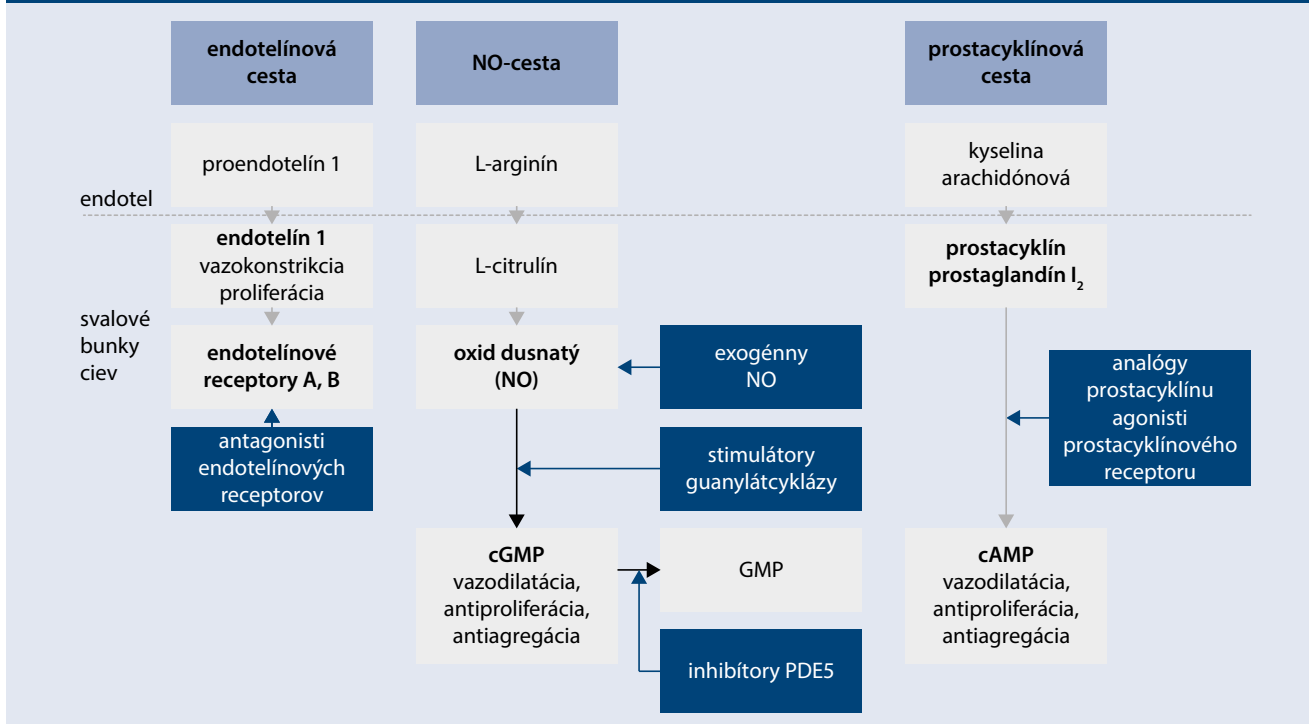 endotelínová
cesta
NO-cesta
prostacyklínová
cesta
proendotelín 1
L-arginín
kyselina
arachidónová
endotel
endotelín 1
vazokonstrikcia
proliferácia
L-citrulín
prostacyklín
prostaglandín I₂
svalové
bunky
ciev
endotelínové
receptory A, B
oxid dusnatý
(NO)
exogénny
NO
analógy
prostacyklínu
agonisti
prostacyklínového
receptoru
antagonisti
endotelínových
receptorov
stimulátory
guanylátcyklázy
cGMP
vazodilatácia,
antiproliferácia,
antiagregácia
GMP
cAMP
vazodilatácia,
antiproliferácia,
antiagregácia
inhibítory PDE5